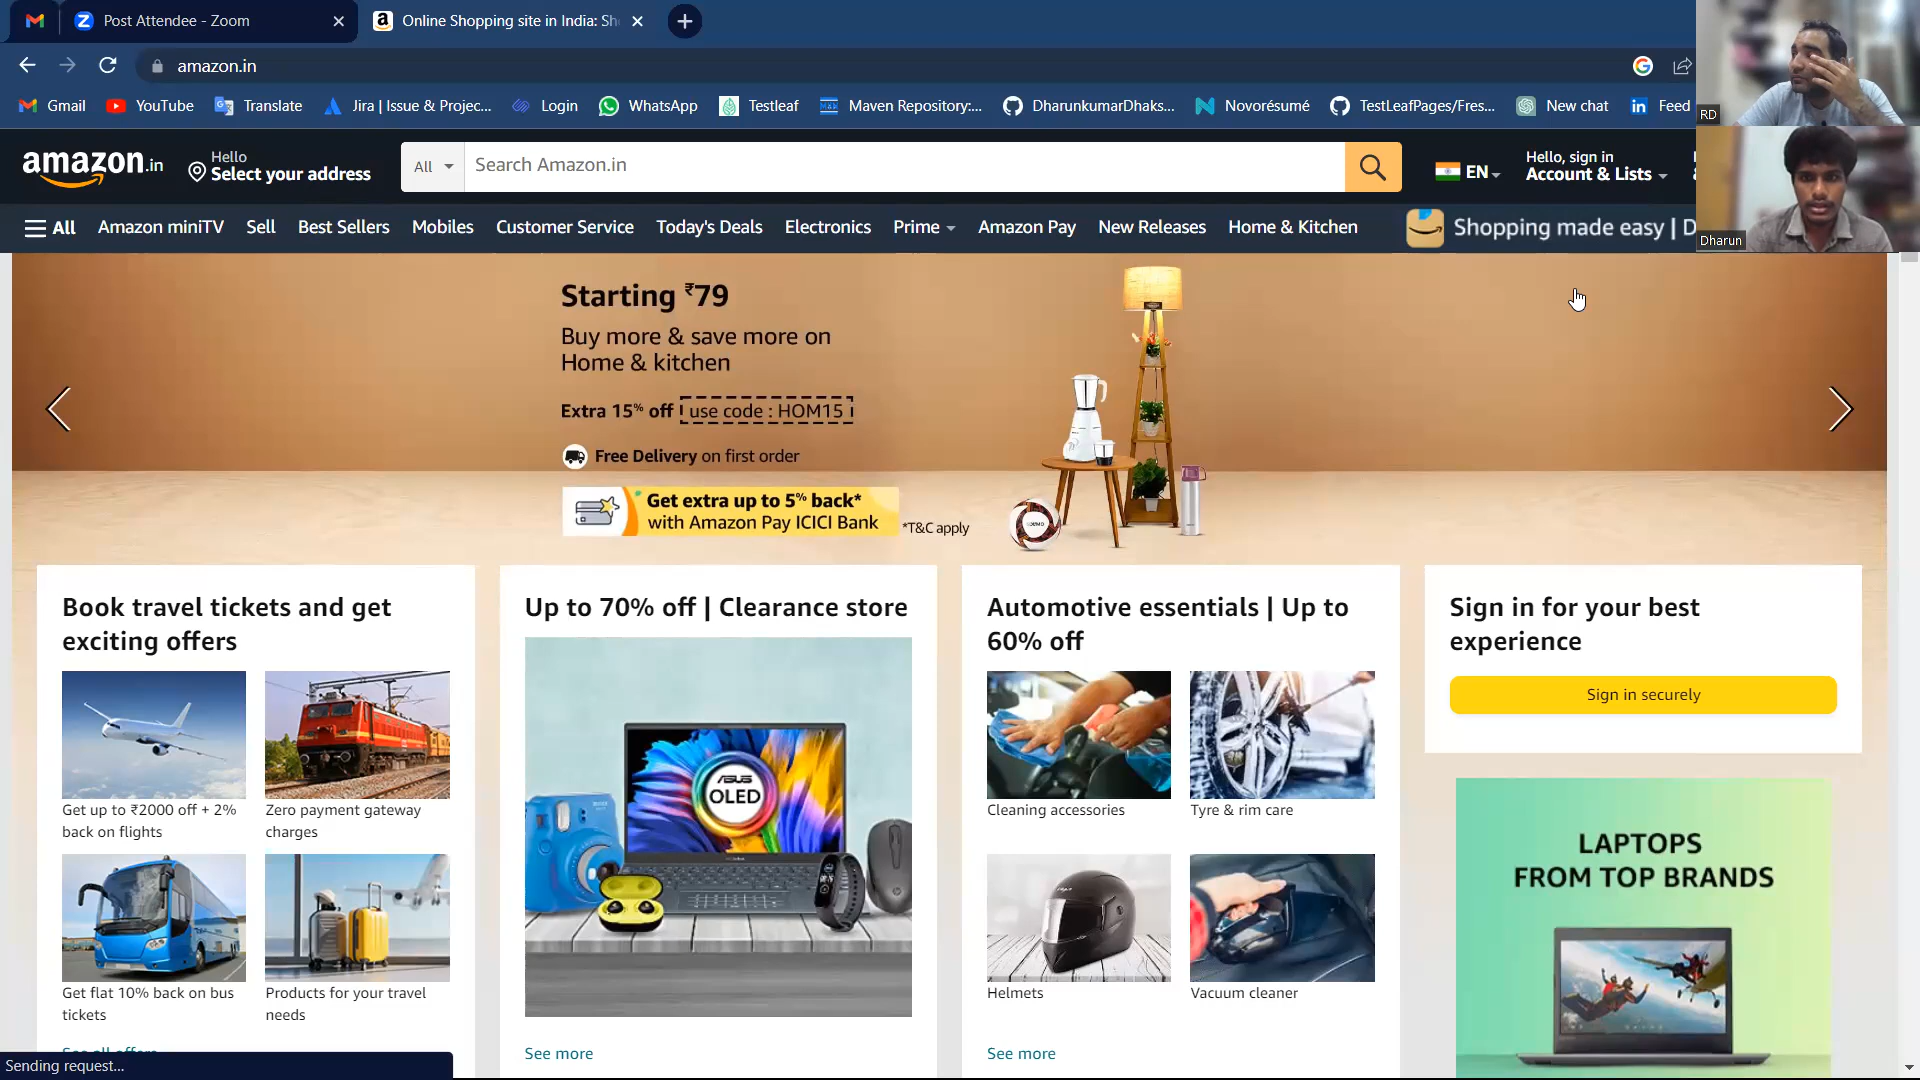 Post Attendee - Zoom
Online Shopping site in India: Sh
amazon.in
Gmail
YouTube
Translate
Jira | Issue & Projec...
Login
WhatsApp
Testleaf
Maven Repository:...
DharunkumarDhaks...
Novorésumé
TestLeafPages/Fres...
New chat
Feed
RD
amazon.in
Hello
Select your address
All
Search Amazon.in
EN
Hello, sign in
Account & Lists
All
Amazon miniTV
Sell
Best Sellers
Mobiles
Customer Service
Today's Deals
Electronics
Prime
Amazon Pay
New Releases
Home & Kitchen
Shopping made easy | D
Dharun
Starting ₹79
Buy more & save more on
Home & kitchen
Extra 15% off use code : HOM15
Free Delivery on first order
Get extra up to 5% back*
with Amazon Pay ICICI Bank
*T&C apply
Book travel tickets and get
exciting offers
Get up to ₹2000 off + 2%
back on flights
Zero payment gateway
charges
Get flat 10% back on bus
tickets
Products for your travel
needs
See all offers
Up to 70% off | Clearance store
ASUS
OLED
See more
Automotive essentials | Up to
60% off
Cleaning accessories
Tyre & rim care
Helmets
Vacuum cleaner
See more
Sign in for your best
experience
Sign in securely
LAPTOPS
FROM TOP BRANDS
Sending request...